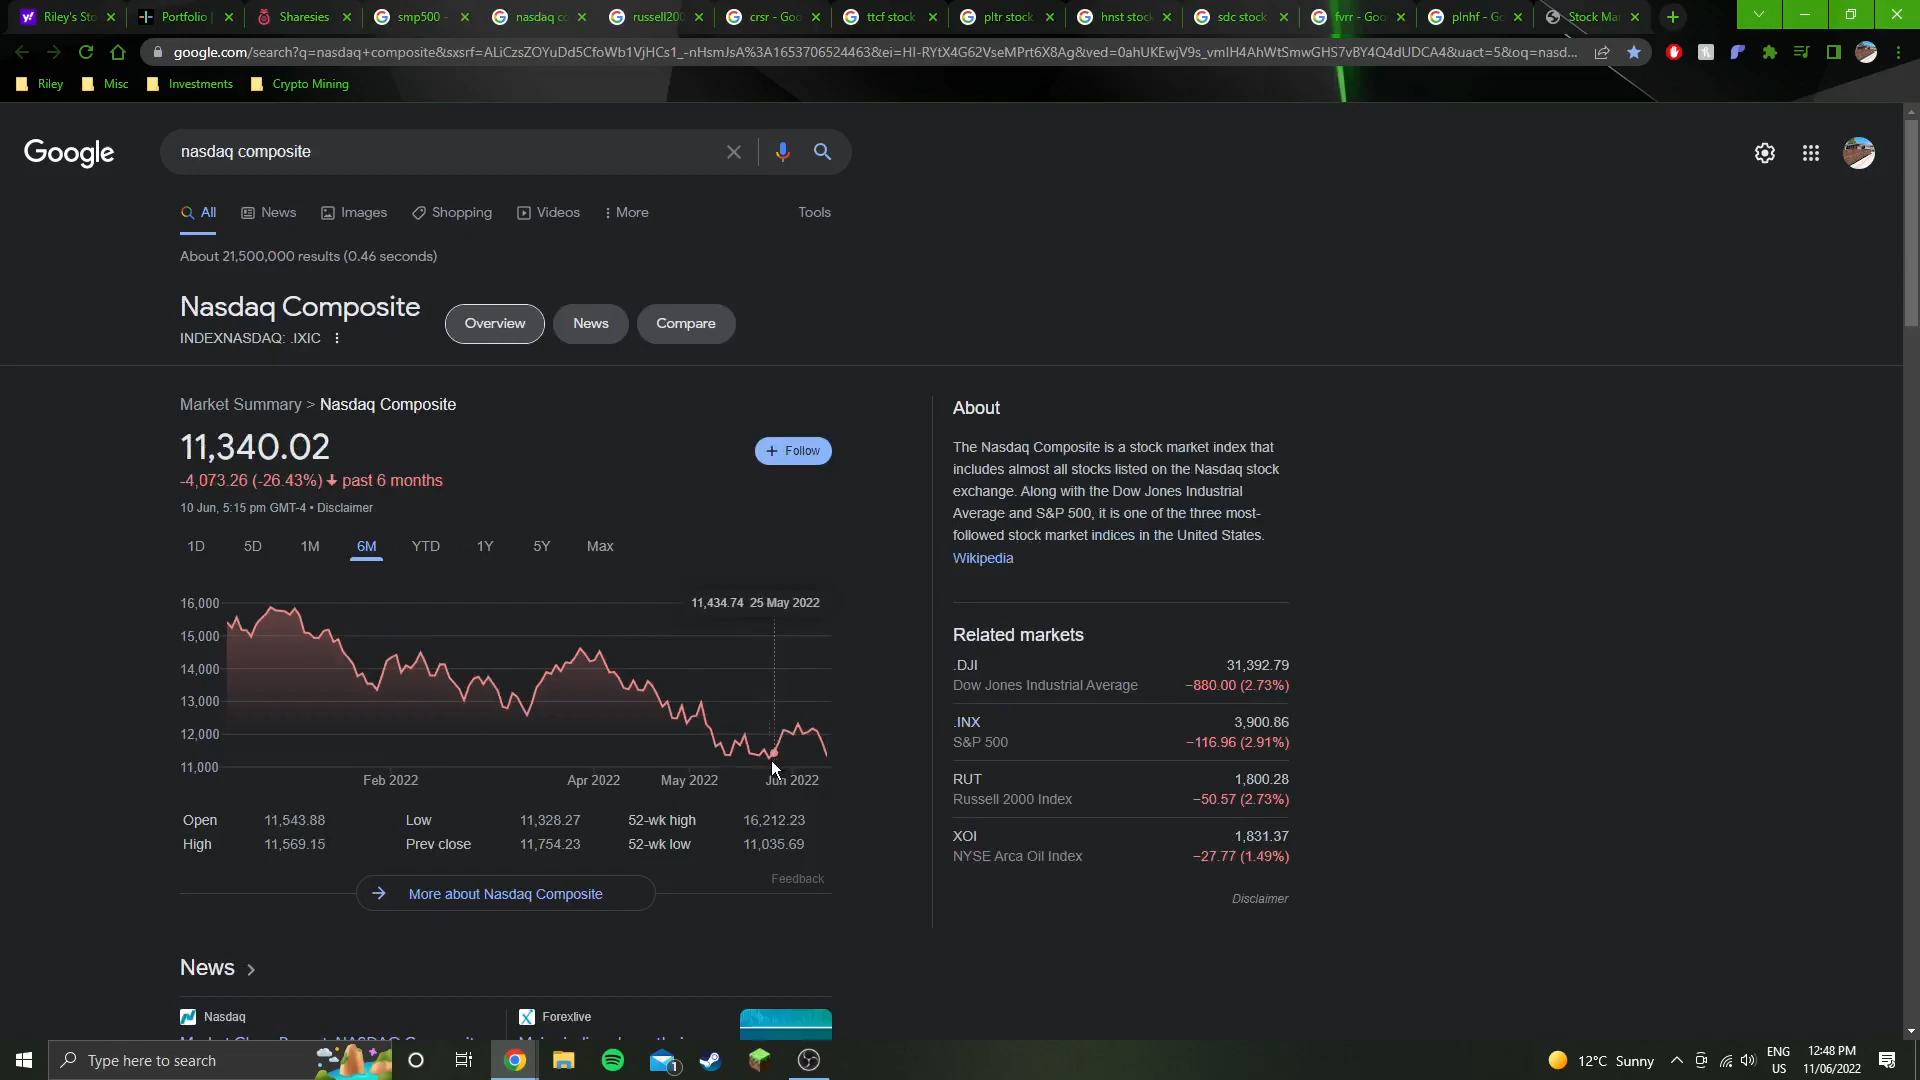 Riley's Sto
Portfolio |
Sharesies
smp500 -
nasdaq co
russell200
crsr - Goo
ttcf stock
pltr stock
hnst stock
sdc stock
fvrr - Goo
plnhf - Go
Stock Mar
google.com/search?q=nasdaq+composite&sxsrf=ALiCzsZOYuDd5CfoWb1VjHCs1_-nHsmJsA%3A1653706524463&ei=HI-RYtX4G62VseMPrt6X8Ag&ved=0ahUKEwjV9s_vmIH4AhWtSmwGHS7vBY4Q4dUDCA4&uact=5&oq=nasd...
Riley
Misc
Investments
Crypto Mining
Google
nasdaq composite
All
News
Images
Shopping
Videos
More
Tools
About 21,500,000 results (0.46 seconds)
Nasdaq Composite
INDEXNASDAQ: .IXIC
Overview
News
Compare
Market Summary > Nasdaq Composite
11,340.02
+ Follow
-4,073.26 (-26.43%) ↓ past 6 months
10 Jun, 5:15 pm GMT-4 • Disclaimer
1D 5D 1M 6M YTD 1Y 5Y Max
11,434.74 25 May 2022
16,000
15,000
14,000
13,000
12,000
11,000
Feb 2022 Apr 2022 May 2022 Jun 2022
Open 11,543.88 Low 11,328.27 52-wk high 16,212.23
High 11,569.15 Prev close 11,754.23 52-wk low 11,035.69
Feedback
More about Nasdaq Composite
News
Nasdaq
Forexlive
About
The Nasdaq Composite is a stock market index that
includes almost all stocks listed on the Nasdaq stock
exchange. Along with the Dow Jones Industrial
Average and S&P 500, it is one of the three most-
followed stock market indices in the United States.
Wikipedia
Related markets
.DJI 31,392.79
Dow Jones Industrial Average −880.00 (2.73%)
.INX 3,900.86
S&P 500 −116.96 (2.91%)
RUT 1,800.28
Russell 2000 Index −50.57 (2.73%)
XOI 1,831.37
NYSE Arca Oil Index −27.77 (1.49%)
Disclaimer
Type here to search
1
12°C Sunny
ENG
US
12:48 PM
11/06/2022